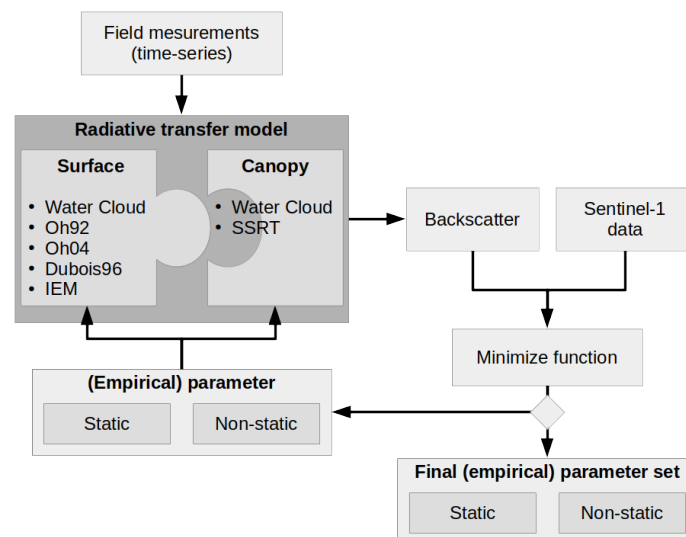 Field mesurements
(time-series)
Radiative transfer model
Surface
• Water Cloud
• Oh92
• Oh04
• Dubois96
• IEM
Canopy
• Water Cloud
• SSRT
Backscatter
Sentinel-1
data
Minimize function
(Empirical) parameter
Static
Non-static
Final (empirical) parameter set
Static
Non-static